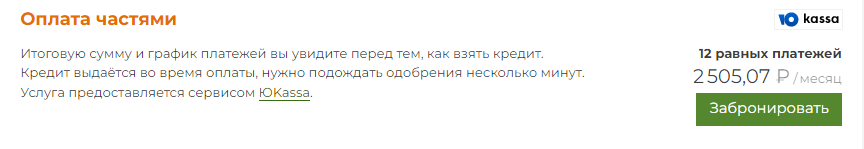 Оплата частями
Ю kassa
Итоговую сумму и график платежей вы увидите перед тем, как взять кредит.
Кредит выдаётся во время оплаты, нужно подождать одобрения несколько минут.
Услуга предоставляется сервисом ЮKassa.
12 равных платежей
2 505,07 ₽ / месяц
Забронировать